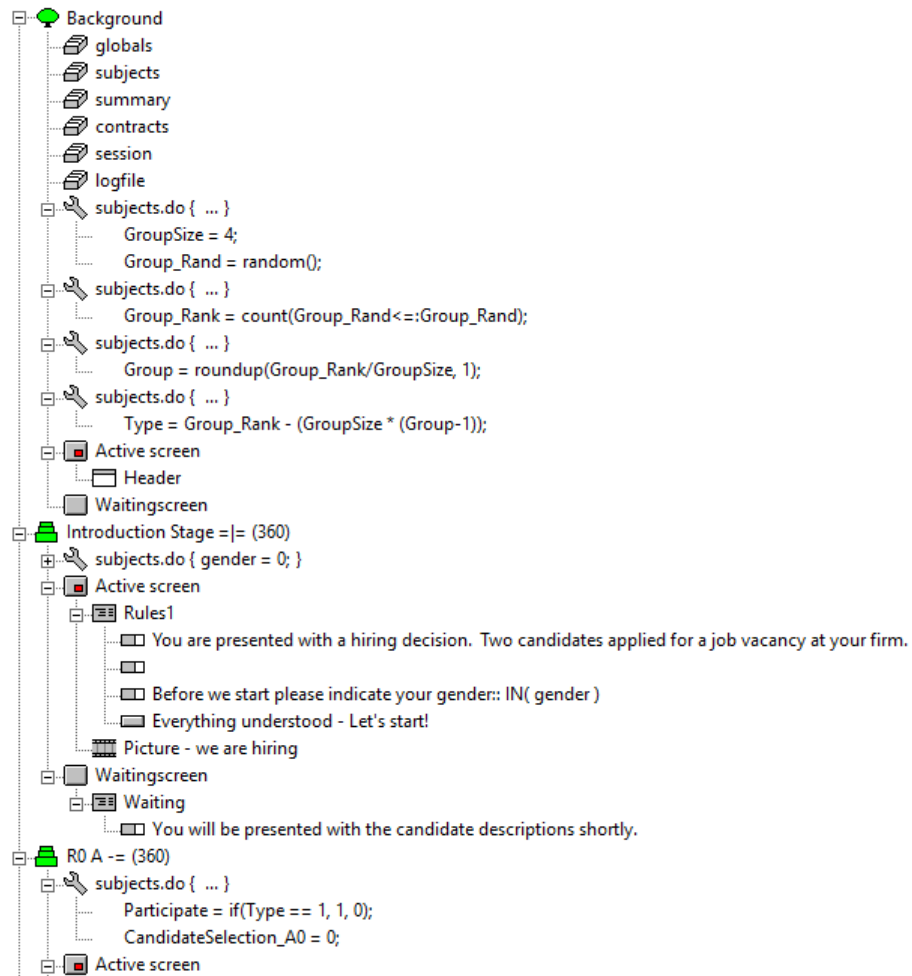 Background
globals
subjects
summary
contracts
session
logfile
subjects.do { ... }
GroupSize = 4;
Group_Rand = random();
subjects.do { ... }
Group_Rank = count(Group_Rand<=:Group_Rand);
subjects.do { ... }
Group = roundup(Group_Rank/GroupSize, 1);
subjects.do { ... }
Type = Group_Rank - (GroupSize * (Group-1));
Active screen
Header
Waitingscreen
Introduction Stage =|= (360)
subjects.do { gender = 0; }
Active screen
Rules1
You are presented with a hiring decision.  Two candidates applied for a job vacancy at your firm.
Before we start please indicate your gender:: IN( gender )
Everything understood - Let's start!
Picture - we are hiring
Waitingscreen
Waiting
You will be presented with the candidate descriptions shortly.
R0 A -= (360)
subjects.do { ... }
Participate = if(Type == 1, 1, 0);
CandidateSelection_A0 = 0;
Active screen